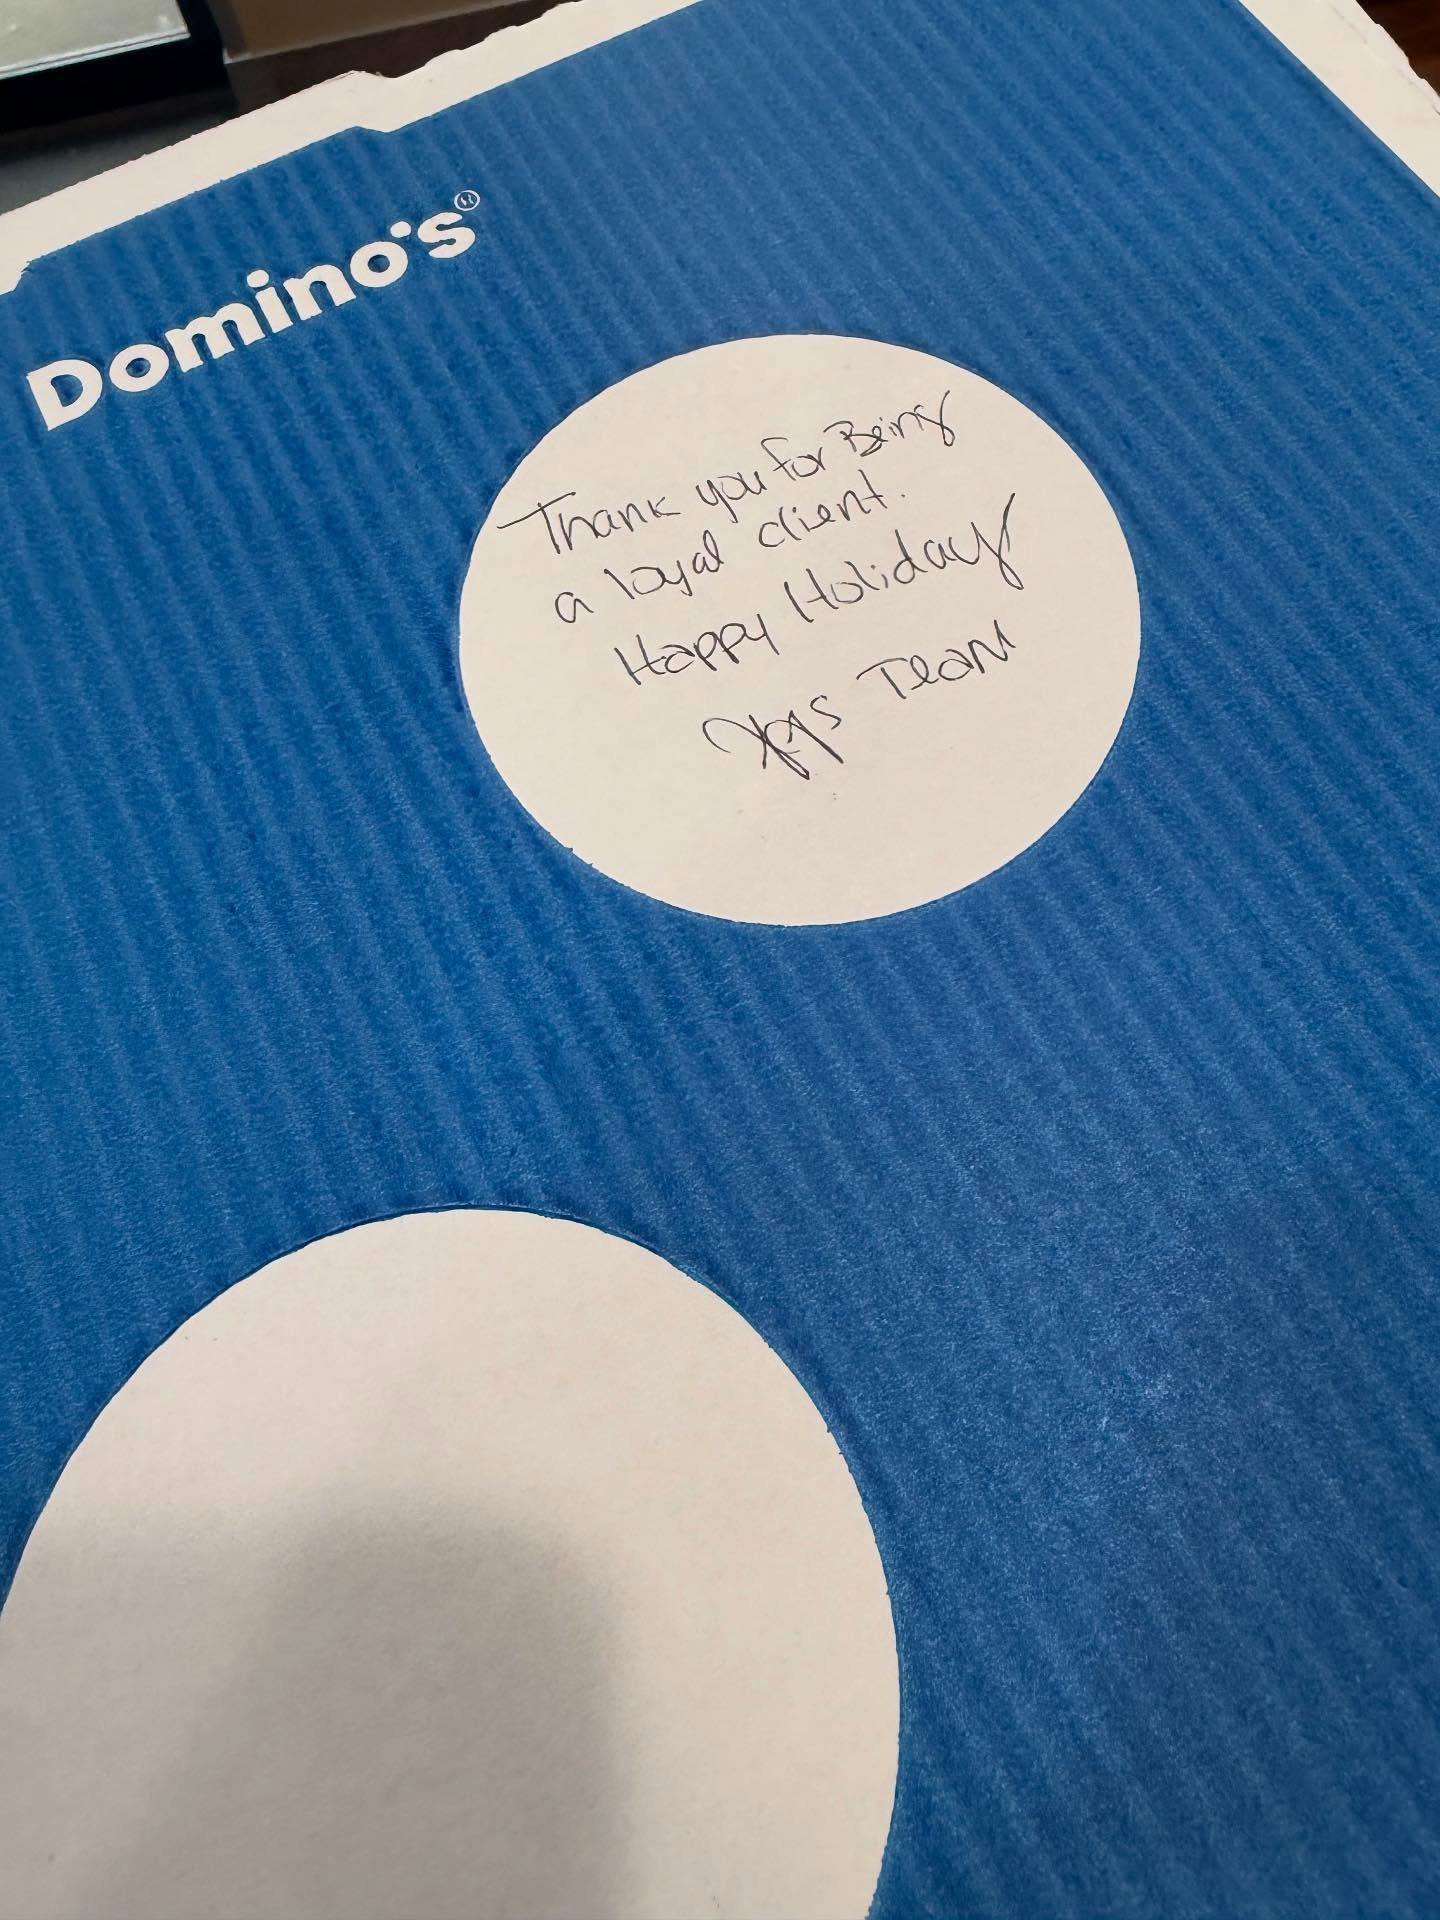 Domino's®
Thank you for Being
a loyal client.
Happy Holiday
Team